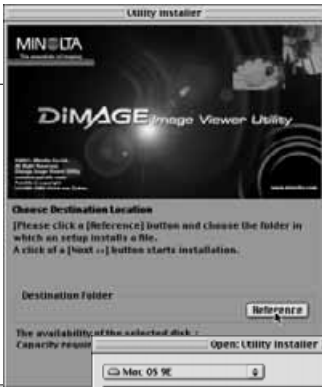 Utility Installer
MINOLTA
The essentials of imaging
DiMAGE Image Viewer Utility
www.minolta.com
Choose Destination Location
[Please click a [Reference] button and choose the folder in
which an setup installs a file.
A click of a [Next >>] button starts installation.
Destination Folder
Reference
The availability of the selected disk :
Capacity require
Open: Utility Installer
Mac OS 9E